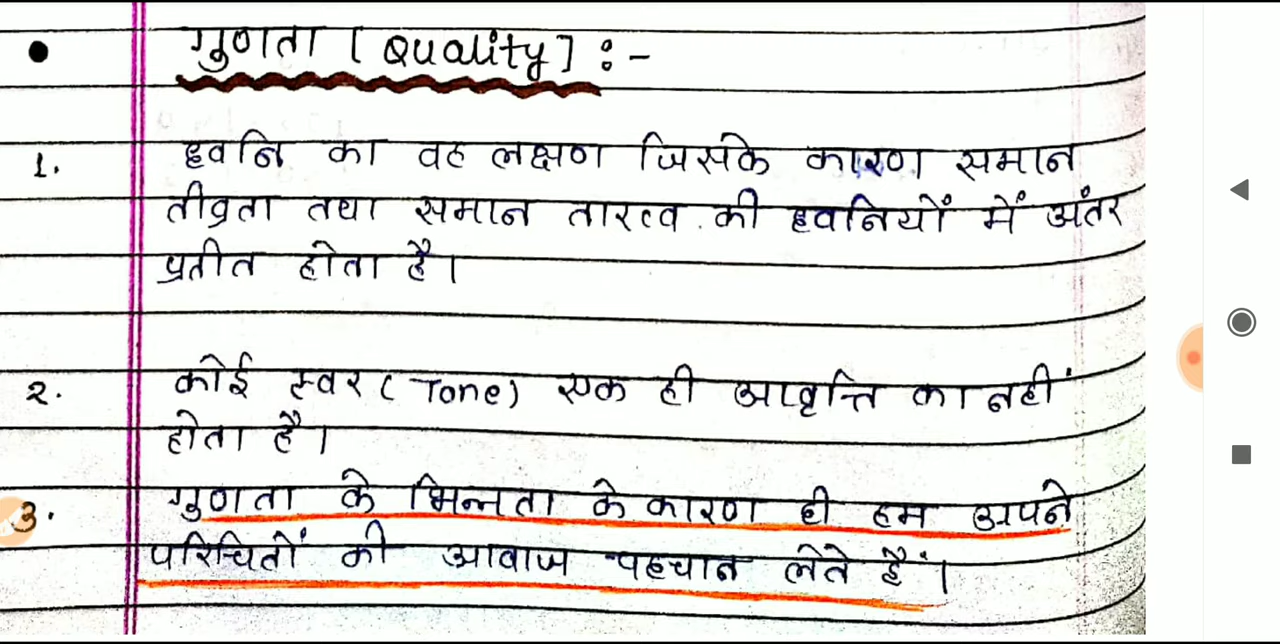 • गुणता [Quality] :-
1. ध्वनि का वह लक्षण जिसके कारण समान
तीव्रता तथा समान तारत्व की ध्वनियों में अंतर
प्रतीत होता है।
2. कोई स्वर (Tone) एक ही आवृत्ति का नहीं
होता है।
3. गुणता के भिन्नता के कारण ही हम अपने
परिचितों की आवाज पहचान लेते हैं।